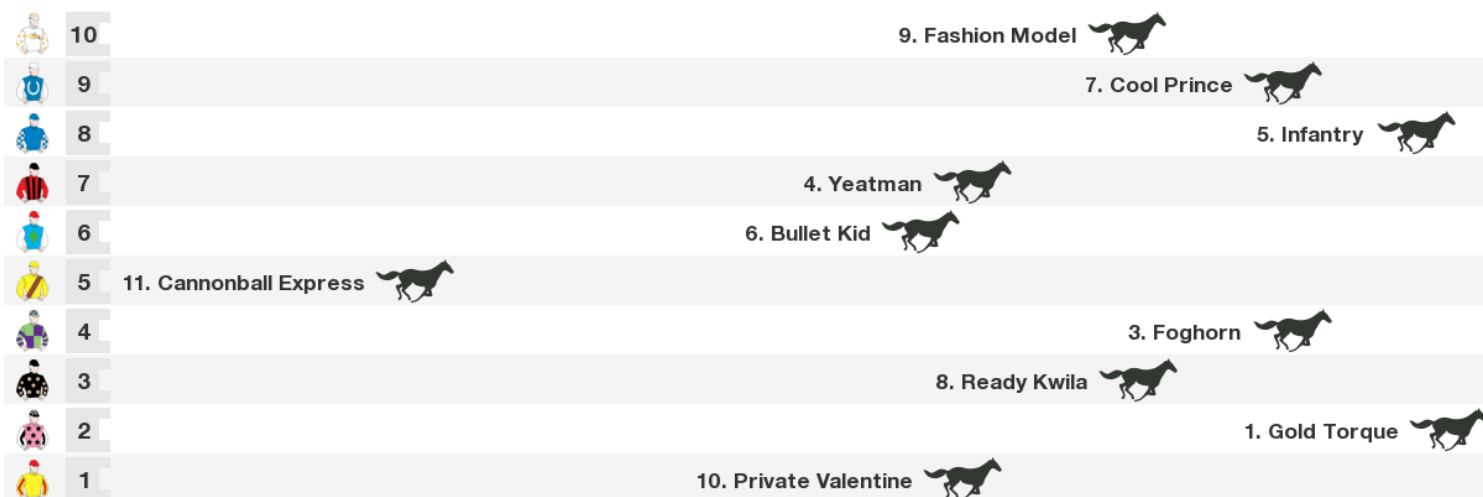 10 9. Fashion Model
9 7. Cool Prince
8 5. Infantry
7 4. Yeatman
6 6. Bullet Kid
5 11. Cannonball Express
4 3. Foghorn
3 8. Ready Kwila
2 1. Gold Torque
1 10. Private Valentine